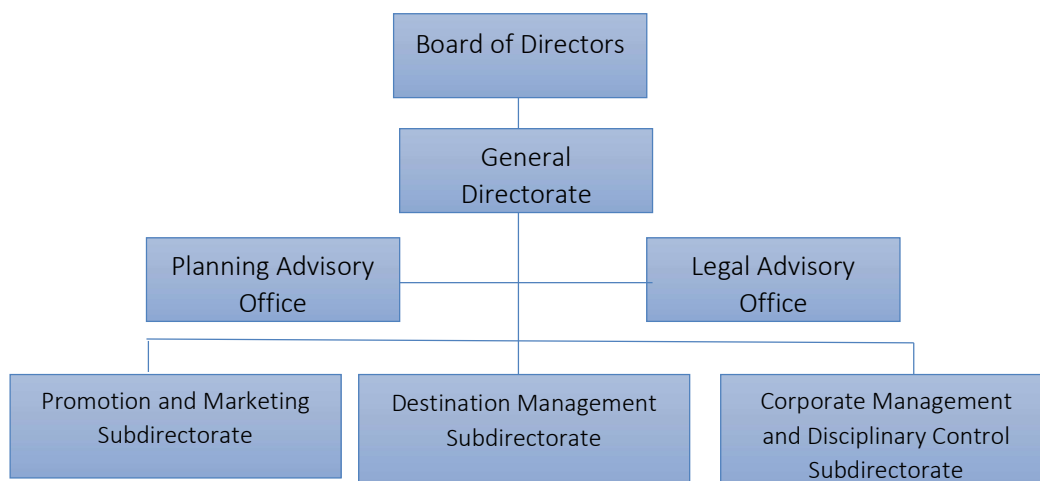 Board of Directors
General
Directorate
Planning Advisory
Office
Legal Advisory
Office
Promotion and Marketing
Subdirectorate
Destination Management
Subdirectorate
Corporate Management
and Disciplinary Control
Subdirectorate